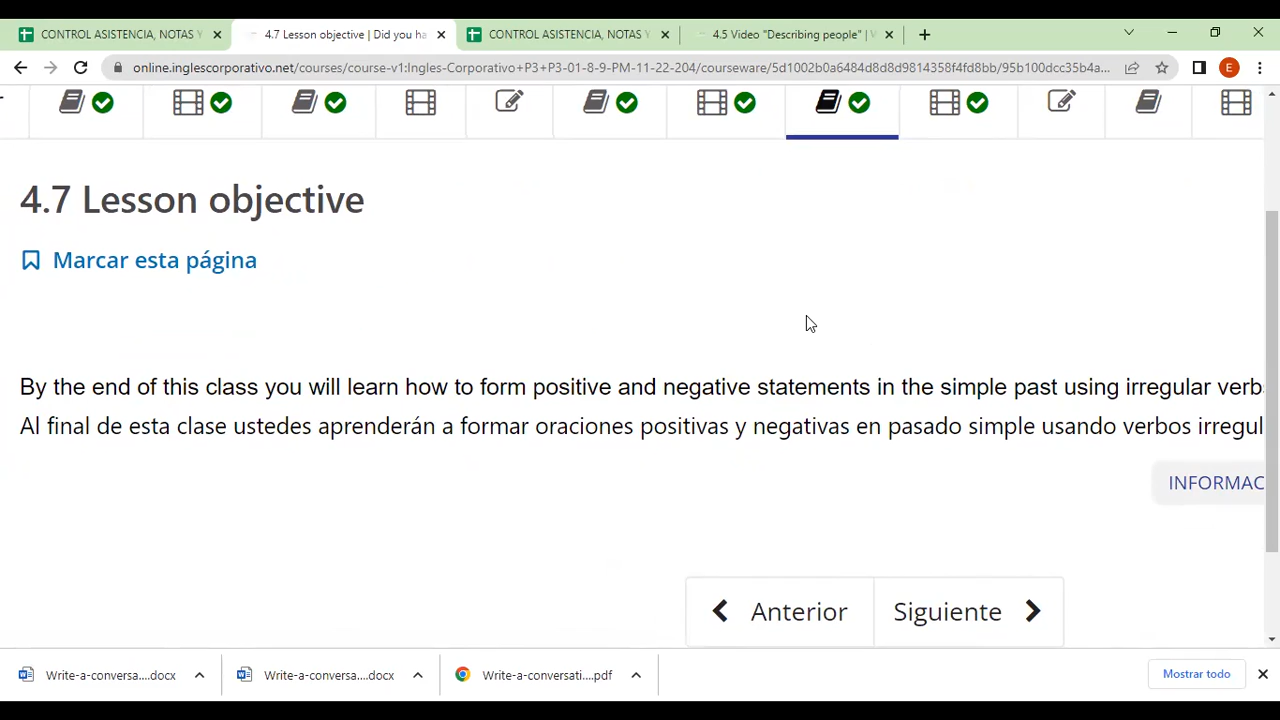 CONTROL ASISTENCIA, NOTAS Y
4.7 Lesson objective | Did you ha
CONTROL ASISTENCIA, NOTAS Y
4.5 Video "Describing people" |
online.inglescorporativo.net/courses/course-v1:Ingles-Corporativo+P3+P3-01-8-9-PM-11-22-204/courseware/5d1002b0a6484d8d8d9814358f4fd8bb/95b100dcc35b4a...
E
4.7 Lesson objective
Marcar esta página
By the end of this class you will learn how to form positive and negative statements in the simple past using irregular verb
Al final de esta clase ustedes aprenderán a formar oraciones positivas y negativas en pasado simple usando verbos irregul
INFORMAC
Anterior
Siguiente
Write-a-conversa....docx
Write-a-conversa....docx
Write-a-conversati....pdf
Mostrar todo